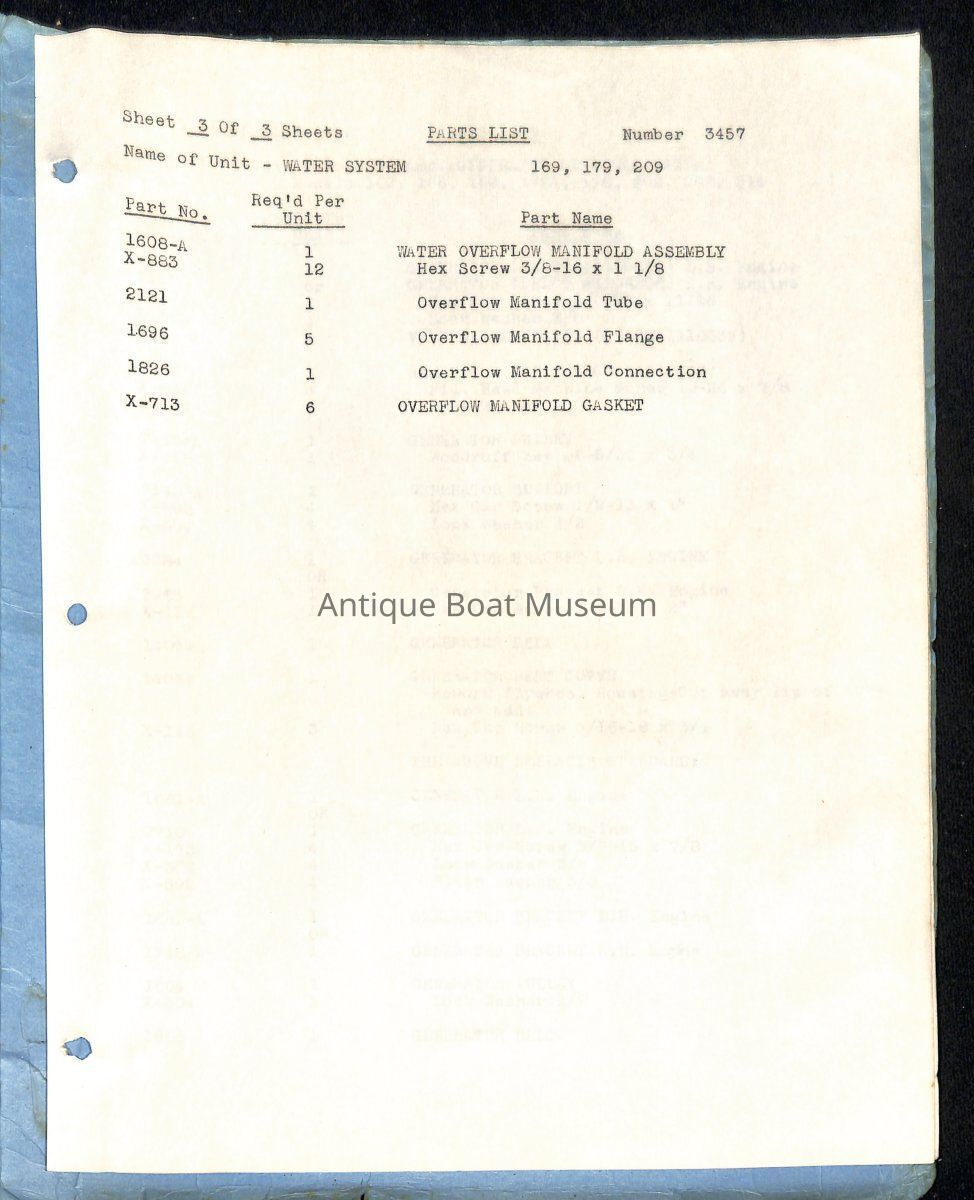 Sheet 3 Of 3 Sheets PARTS LIST Number 3457
Name of Unit - WATER SYSTEM 169, 179, 209
Part No. Req'd Per Unit Part Name
1608-A 1 WATER OVERFLOW MANIFOLD ASSEMBLY
X-883 12 Hex Screw 3/8-16 x 1 1/8
2121 1 Overflow Manifold Tube
1696 5 Overflow Manifold Flange
1826 1 Overflow Manifold Connection
X-713 6 OVERFLOW MANIFOLD GASKET
Antique Boat Museum